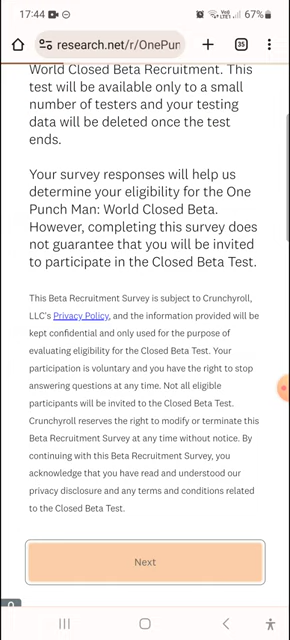 17:44
67%
research.net/r/OnePun
35
World Closed Beta Recruitment. This
test will be available only to a small
number of testers and your testing
data will be deleted once the test
ends.
Your survey responses will help us
determine your eligibility for the One
Punch Man: World Closed Beta.
However, completing this survey does
not guarantee that you will be invited
to participate in the Closed Beta Test.
This Beta Recruitment Survey is subject to Crunchyroll,
LLC's Privacy Policy, and the information provided will be
kept confidential and only used for the purpose of
evaluating eligibility for the Closed Beta Test. Your
participation is voluntary and you have the right to stop
answering questions at any time. Not all eligible
participants will be invited to the Closed Beta Test.
Crunchyroll reserves the right to modify or terminate this
Beta Recruitment Survey at any time without notice. By
continuing with this Beta Recruitment Survey, you
acknowledge that you have read and understood our
privacy disclosure and any terms and conditions related
to the Closed Beta Test.
Next